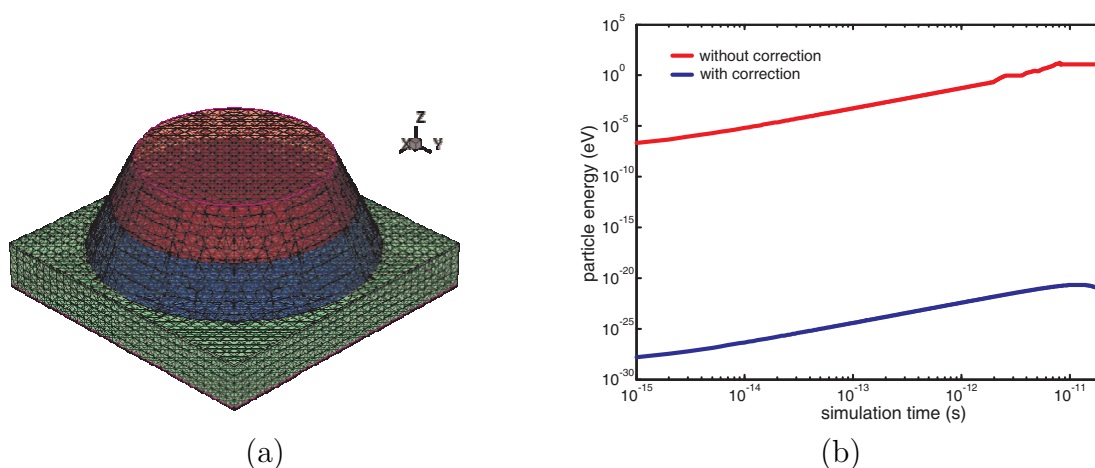 Z
X
Y
(a)
10^5
10^0
10^-5
10^-10
10^-15
10^-20
10^-25
10^-30
particle energy (eV)
without correction
with correction
10^-15
10^-14
10^-13
10^-12
10^-11
simulation time (s)
(b)